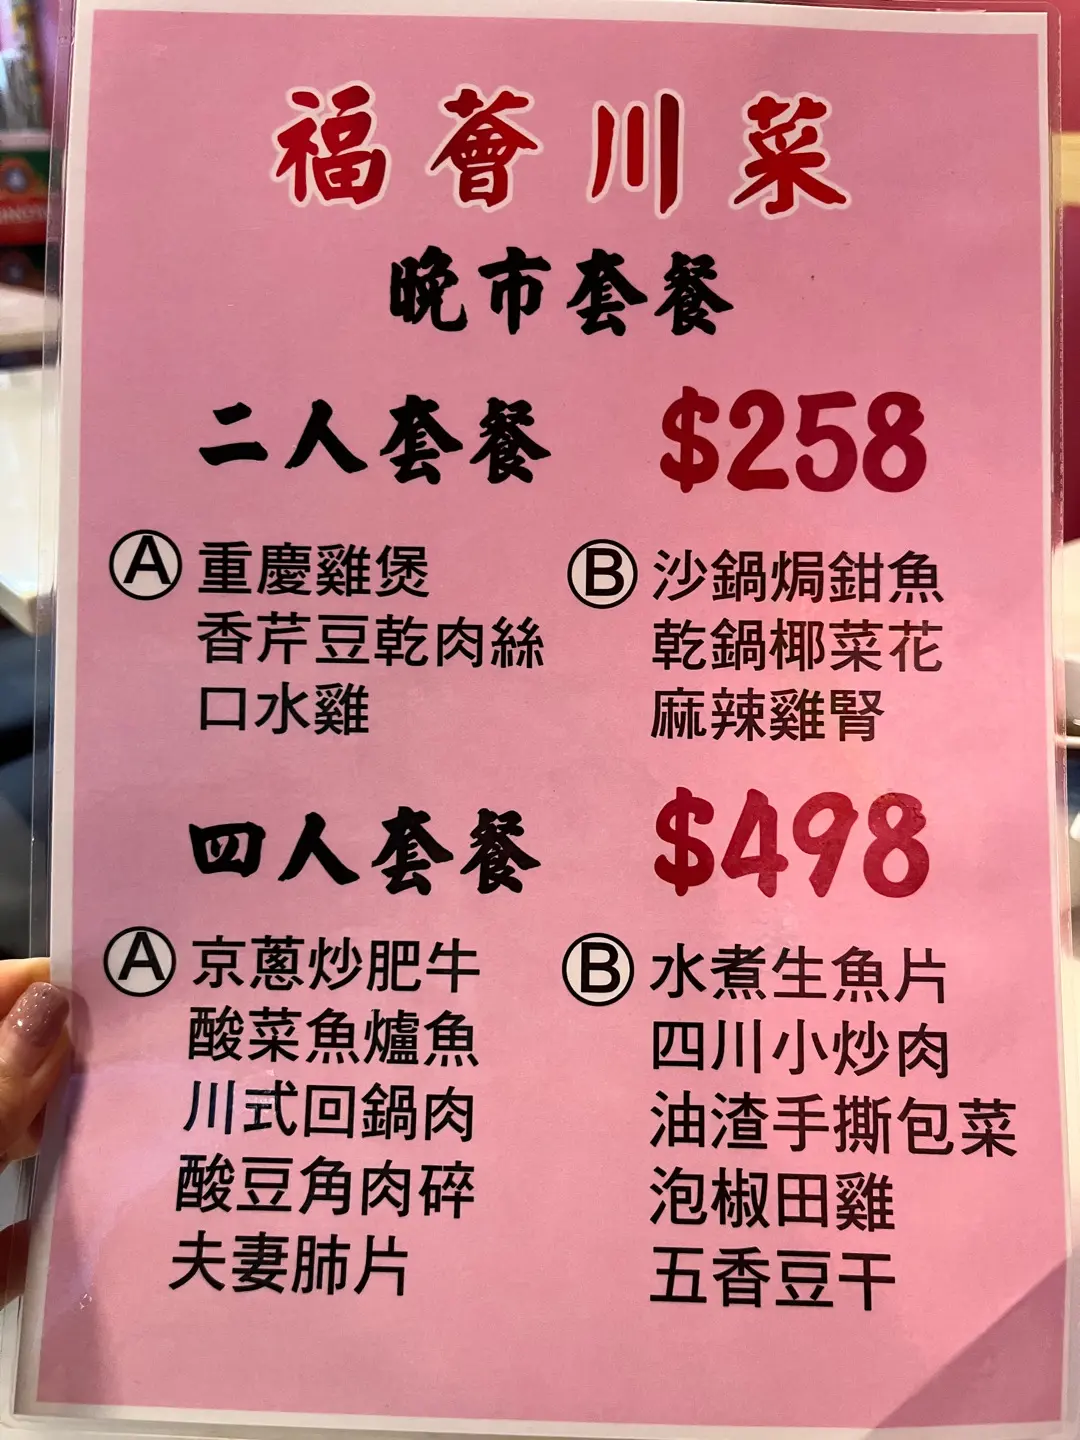 福薈川菜
晚市套餐
二人套餐 $258
Ⓐ 重慶雞煲
香芹豆乾肉絲
口水雞
Ⓑ 沙鍋焗鉗魚
乾鍋椰菜花
麻辣雞腎
四人套餐 $498
Ⓐ 京蔥炒肥牛
酸菜魚爐魚
川式回鍋肉
酸豆角肉碎
夫妻肺片
Ⓑ 水煮生魚片
四川小炒肉
油渣手撕包菜
泡椒田雞
五香豆干